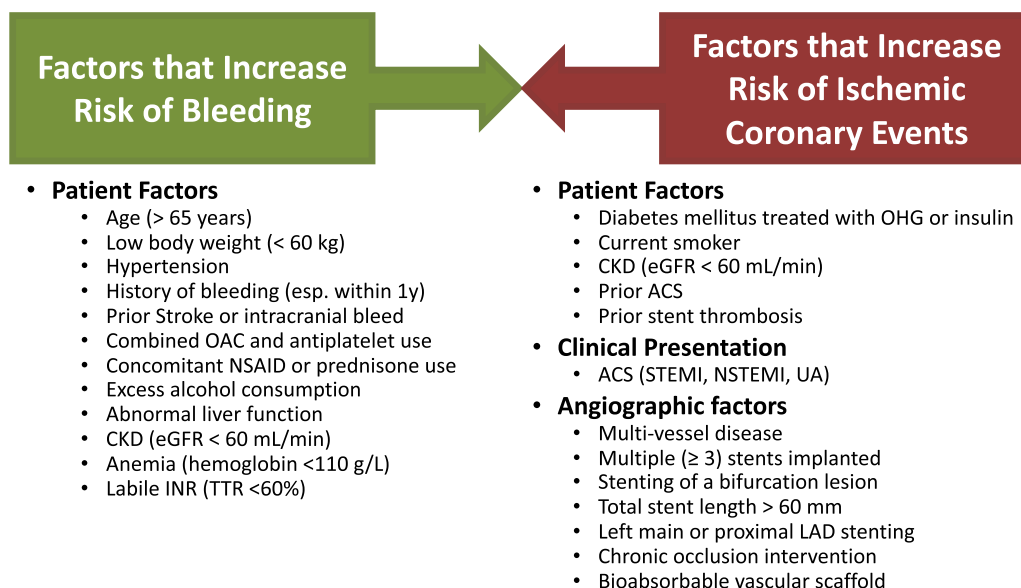 Factors that Increase
Risk of Bleeding
Factors that Increase
Risk of Ischemic
Coronary Events
• Patient Factors
• Age (> 65 years)
• Low body weight (< 60 kg)
• Hypertension
• History of bleeding (esp. within 1y)
• Prior Stroke or intracranial bleed
• Combined OAC and antiplatelet use
• Concomitant NSAID or prednisone use
• Excess alcohol consumption
• Abnormal liver function
• CKD (eGFR < 60 mL/min)
• Anemia (hemoglobin <110 g/L)
• Labile INR (TTR <60%)
• Patient Factors
• Diabetes mellitus treated with OHG or insulin
• Current smoker
• CKD (eGFR < 60 mL/min)
• Prior ACS
• Prior stent thrombosis
• Clinical Presentation
• ACS (STEMI, NSTEMI, UA)
• Angiographic factors
• Multi-vessel disease
• Multiple (≥ 3) stents implanted
• Stenting of a bifurcation lesion
• Total stent length > 60 mm
• Left main or proximal LAD stenting
• Chronic occlusion intervention
• Bioabsorbable vascular scaffold